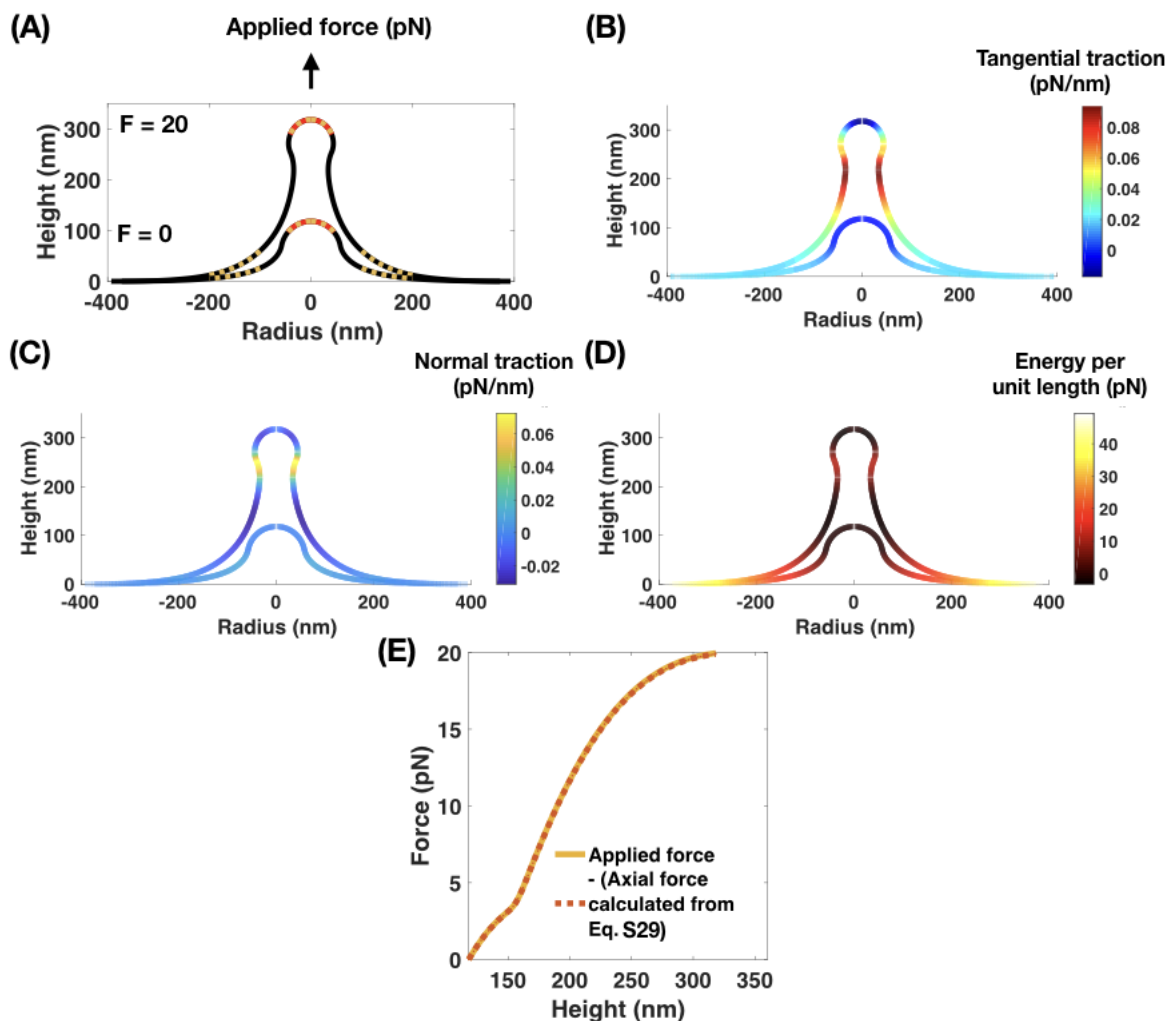 (A)
Applied force (pN)
F = 20
F = 0
Height (nm)
300
200
100
0
-400
-200
0
200
400
Radius (nm)
(B)
Tangential traction
(pN/nm)
0.08
0.06
0.04
0.02
0
Height (nm)
300
200
100
0
-400
-200
0
200
400
Radius (nm)
(C)
Normal traction
(pN/nm)
0.06
0.04
0.02
0
-0.02
Height (nm)
300
200
100
0
-400
-200
0
200
400
Radius (nm)
(D)
Energy per
unit length (pN)
40
30
20
10
0
Height (nm)
300
200
100
0
-400
-200
0
200
400
Radius (nm)
(E)
Force (pN)
20
15
10
5
0
Applied force
- (Axial force
calculated from
Eq. S29)
150
200
250
300
350
Height (nm)